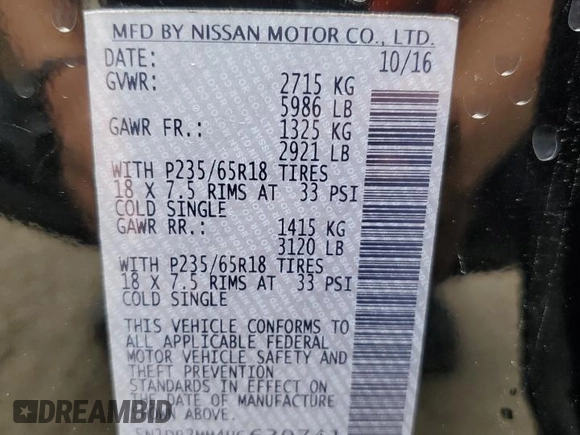 MFD BY NISSAN MOTOR CO., LTD.
DATE: 10/16
GVWR: 2715 KG
5986 LB
GAWR FR.: 1325 KG
2921 LB
WITH P235/65R18 TIRES
18 X 7.5 RIMS AT 33 PSI
COLD SINGLE
GAWR RR.: 1415 KG
3120 LB
WITH P235/65R18 TIRES
18 X 7.5 RIMS AT 33 PSI
COLD SINGLE
THIS VEHICLE CONFORMS TO
ALL APPLICABLE FEDERAL
MOTOR VEHICLE SAFETY AND
THEFT PREVENTION
STANDARDS IN EFFECT ON
THE DATE OF MANUFACTURE
SHOWN ABOVE.
BIDFAX